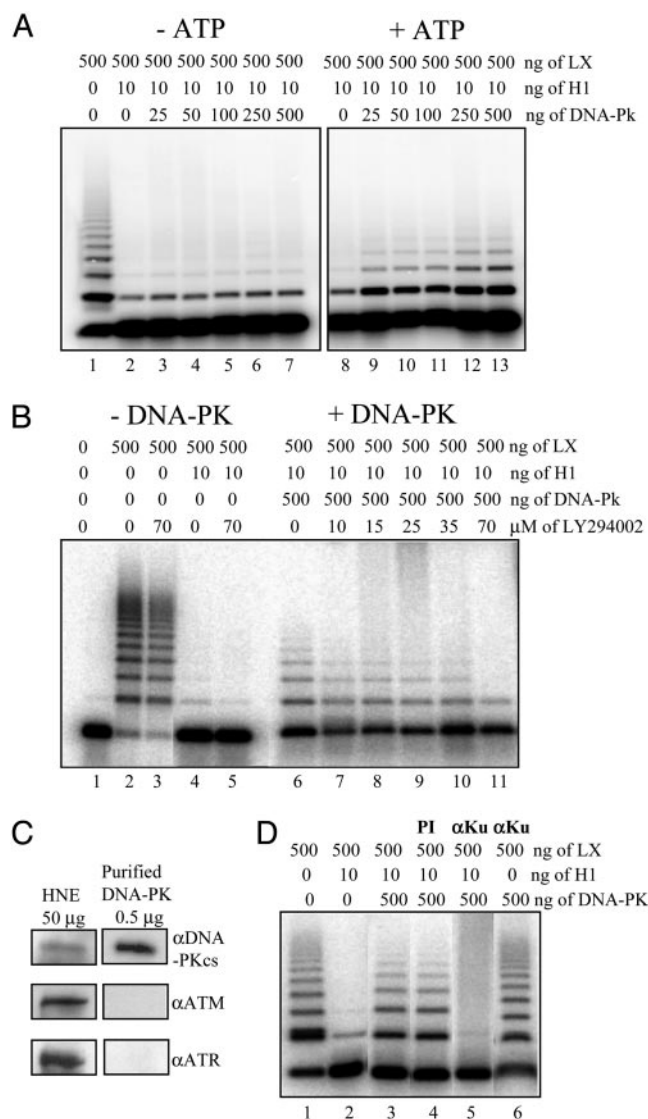 A
- ATP + ATP
500 500 500 500 500 500 500 500 500 500 500 500 500 ng of LX
0 10 10 10 10 10 10 10 10 10 10 10 10 ng of H1
0 0 25 50 100 250 500 0 25 50 100 250 500 ng of DNA-Pk
1 2 3 4 5 6 7 8 9 10 11 12 13
B
- DNA-PK + DNA-PK
0 500 500 500 500 500 500 500 500 500 500 ng of LX
0 0 0 10 10 10 10 10 10 10 10 ng of H1
0 0 0 0 0 500 500 500 500 500 500 ng of DNA-Pk
0 0 70 0 70 0 10 15 25 35 70 μM of LY294002
1 2 3 4 5 6 7 8 9 10 11
C
HNE
50 μg
Purified
DNA-PK
0.5 μg
αDNA
-PKcs
αATM
αATR
D
PI αKu αKu
500 500 500 500 500 500 ng of LX
0 10 10 10 10 0 ng of H1
0 0 500 500 500 500 ng of DNA-PK
1 2 3 4 5 6